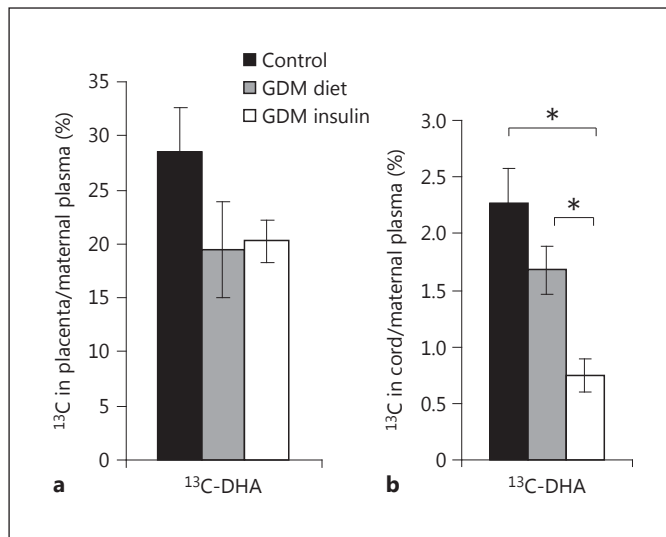 Control
GDM diet
GDM insulin
¹³C in placenta/maternal plasma (%)
35
30
25
20
15
10
5
0
a
¹³C-DHA
¹³C in cord/maternal plasma (%)
3.0
2.5
2.0
1.5
1.0
0.5
0
*
*
b
¹³C-DHA